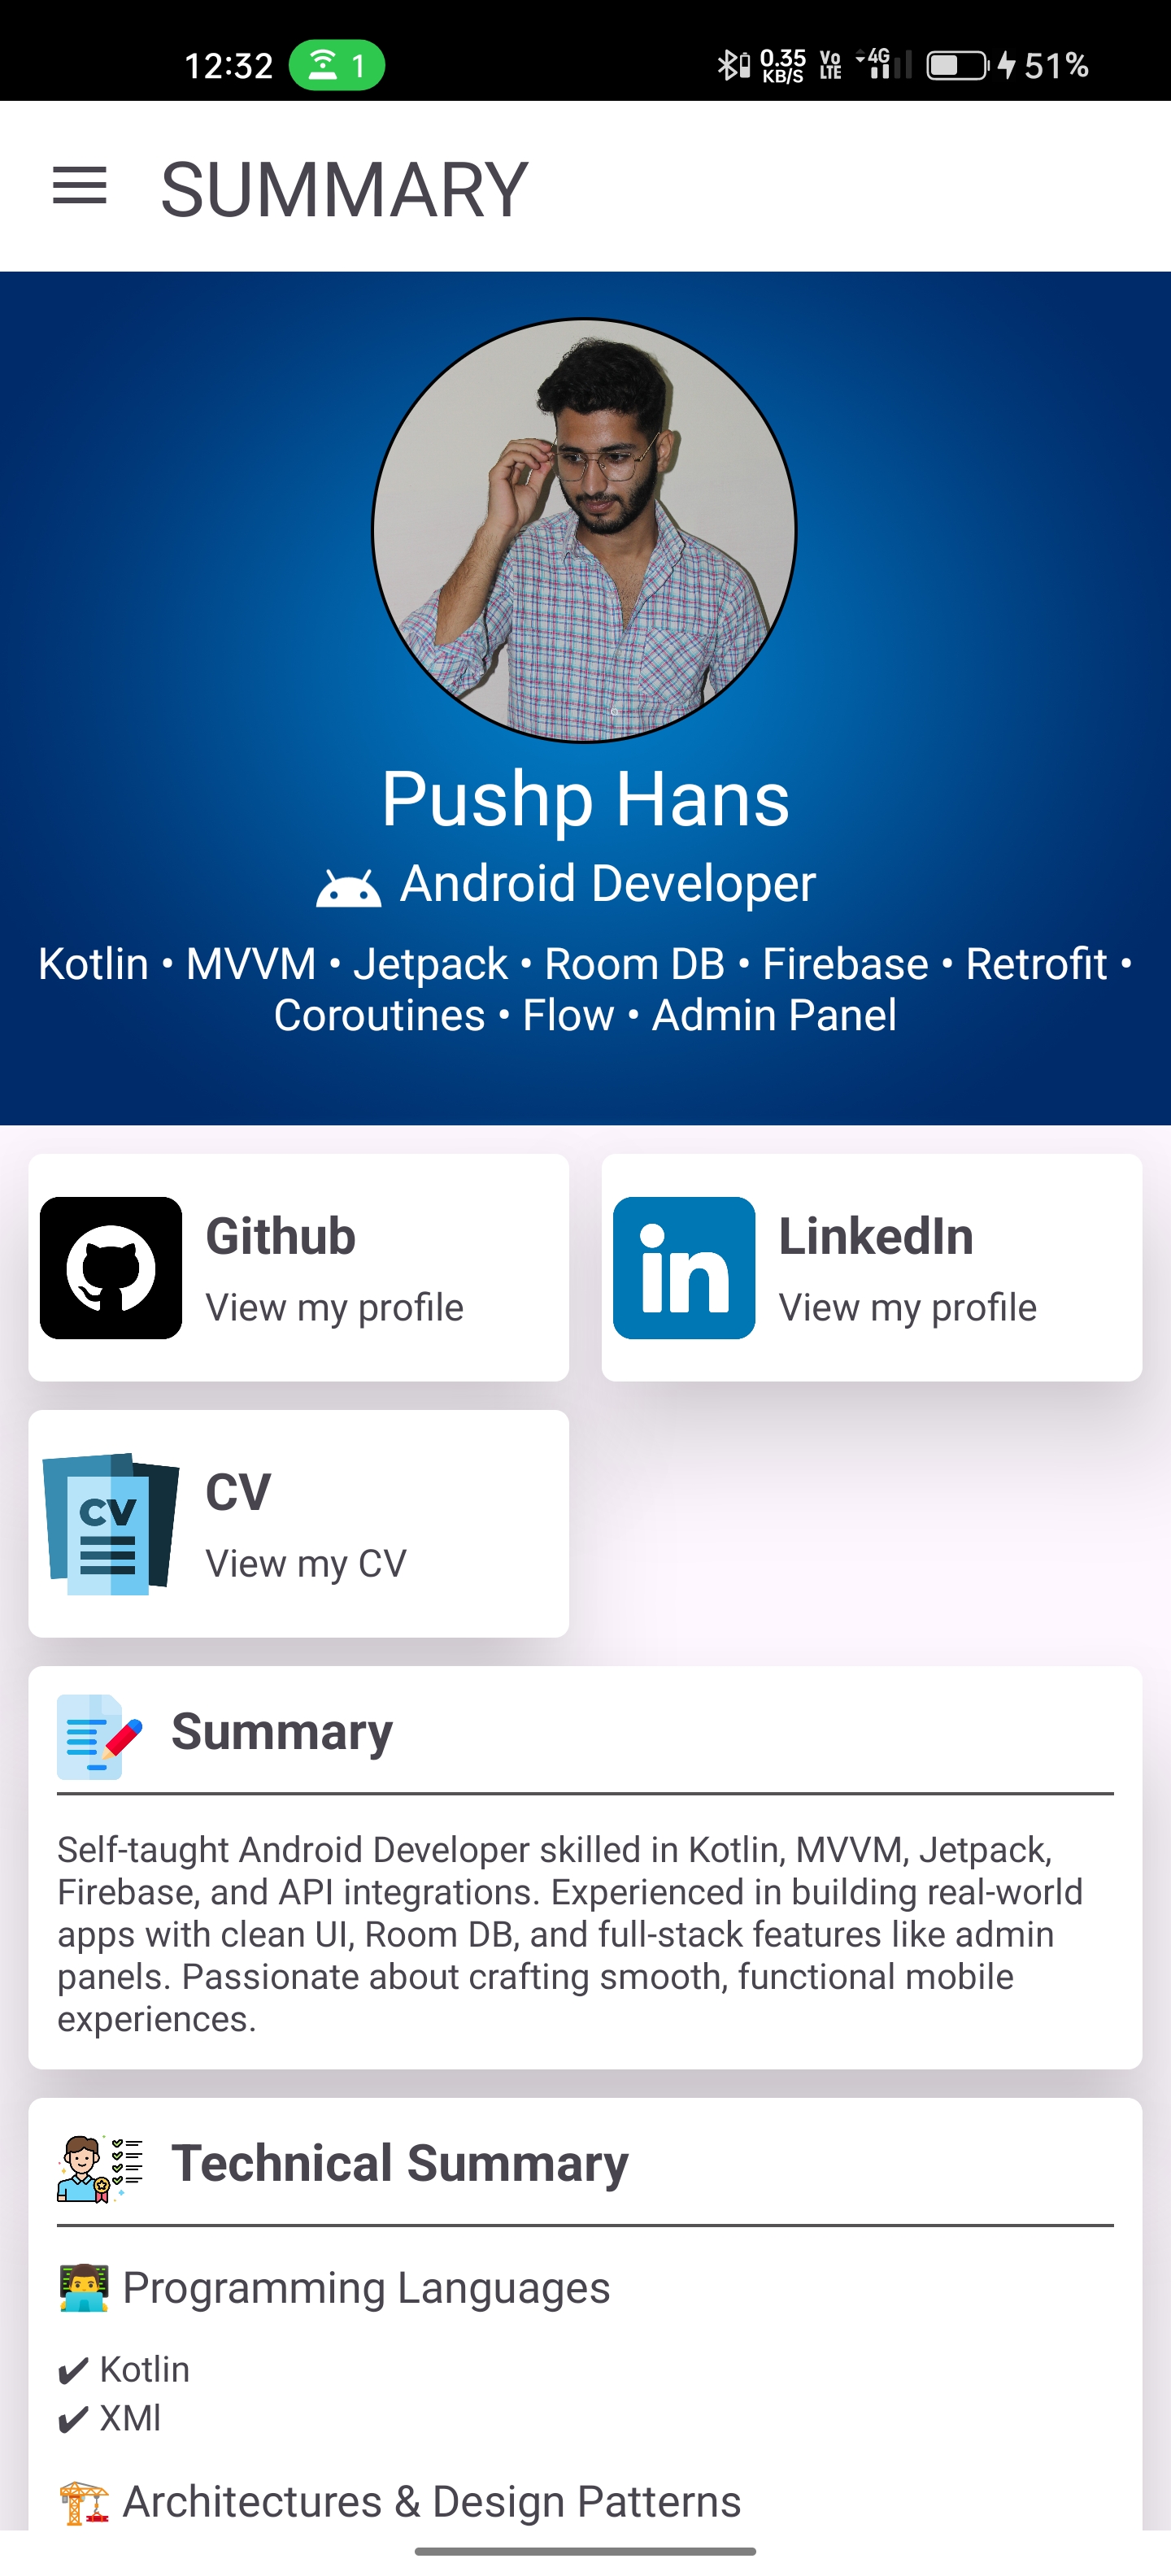 12:32 1 0.35 KB/S Vo LTE 4G 51%
SUMMARY
Pushp Hans
Android Developer
Kotlin • MVVM • Jetpack • Room DB • Firebase • Retrofit •
Coroutines • Flow • Admin Panel
Github
View my profile
in
LinkedIn
View my profile
CV
CV
View my CV
Summary
Self-taught Android Developer skilled in Kotlin, MVVM, Jetpack,
Firebase, and API integrations. Experienced in building real-world
apps with clean UI, Room DB, and full-stack features like admin
panels. Passionate about crafting smooth, functional mobile
experiences.
Technical Summary
👨‍💻 Programming Languages
✔ Kotlin
✔ XMl
🏗️ Architectures & Design Patterns